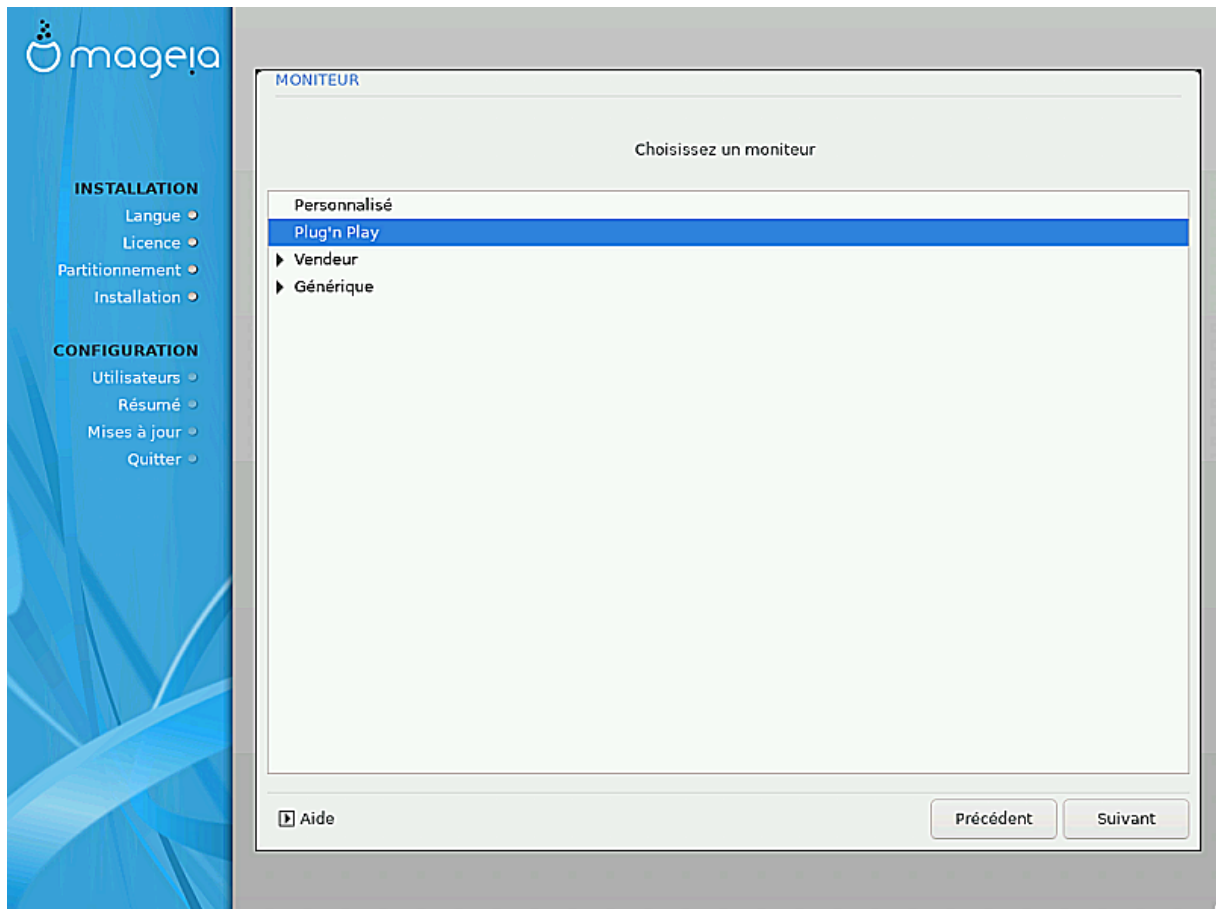 mageia
INSTALLATION
Langue
Licence
Partitionnement
Installation
CONFIGURATION
Utilisateurs
Résumé
Mises à jour
Quitter
MONITEUR
Choisissez un moniteur
Personnalisé
Plug'n Play
Vendeur
Générique
Aide
Précédent
Suivant